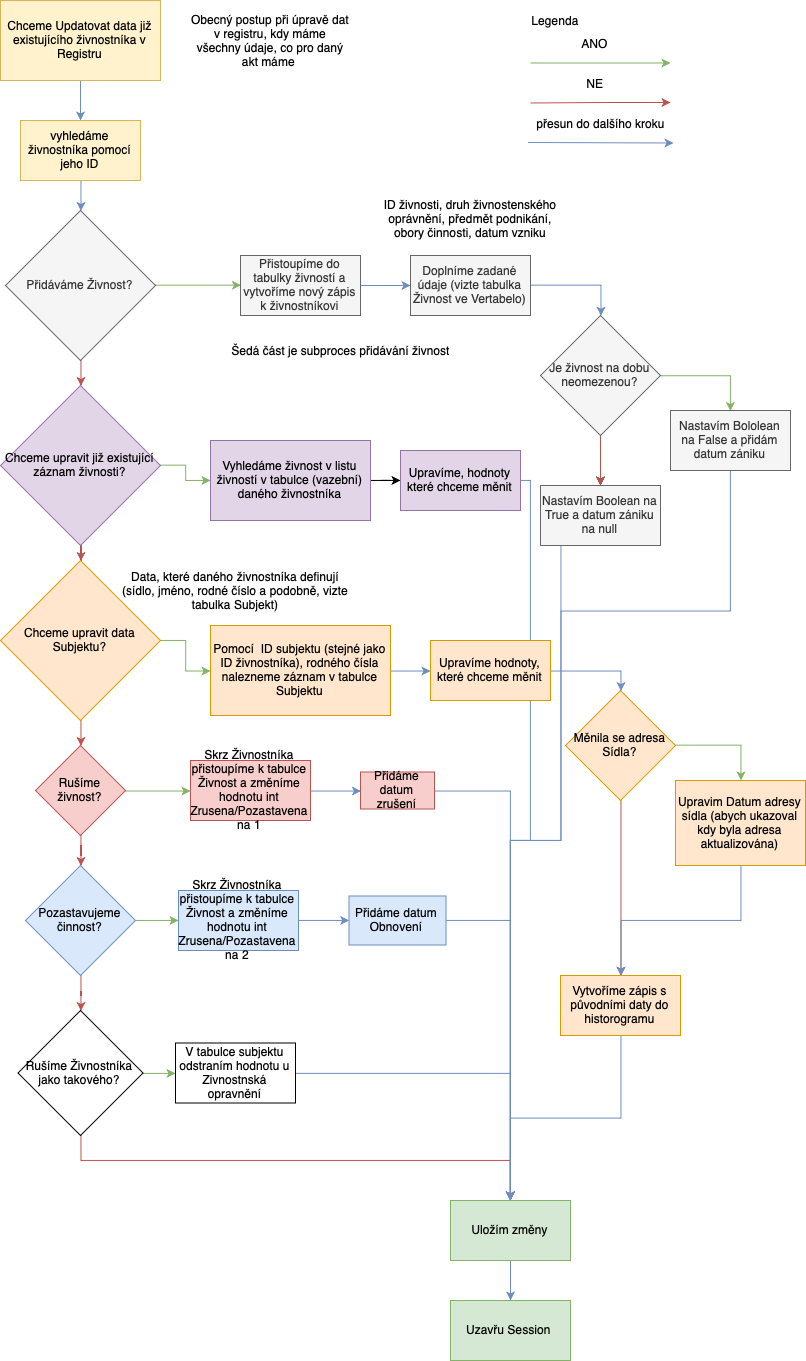 Chceme Updatovat data již
existujícího živnostníka v
Registru
Obecný postup při úpravě dat
v registru, kdy máme
všechny údaje, co pro daný
akt máme
Legenda
ANO
NE
přesun do dalšího kroku
vyhledáme
živnostníka pomocí
jeho ID
ID živnosti, druh živnostenského
oprávnění, předmět podnikání,
obory činnosti, datum vzniku
Přidáváme Živnost?
Přistoupíme do
tabulky živností a
vytvoříme nový zápis
k živnostníkovi
Doplníme zadané
údaje (vizte tabulka
Živnost ve Vertabelo)
Šedá část je subproces přidávání živnost
Je živnost na dobu
neomezenou?
Nastavím Bololean
na False a přidám
datum zániku
Chceme upravit již existující
záznam živnosti?
Vyhledáme živnost v listu
živností v tabulce (vazební)
daného živnostníka
Upravíme, hodnoty
které chceme měnit
Nastavím Boolean na
True a datum zániku
na null
Data, které daného živnostníka definují
(sídlo, jméno, rodné číslo a podobně, vizte
tabulka Subjekt)
Chceme upravit data
Subjektu?
Pomocí  ID subjektu (stejné jako
ID živnostníka), rodného čísla
nalezneme záznam v tabulce
Subjektu
Upravíme hodnoty,
které chceme měnit
Měnila se adresa
Sídla?
Rušíme
živnost?
Skrz Živnostníka
přistoupíme k tabulce
Živnost a změníme
hodnotu int
Zrusena/Pozastavena
na 1
Přidáme
datum
zrušení
Upravim Datum adresy
sídla (abych ukazoval
kdy byla adresa
aktualizována)
Pozastavujeme
činnost?
Skrz Živnostníka
přistoupíme k tabulce
Živnost a změníme
hodnotu int
Zrusena/Pozastavena
na 2
Přidáme datum
Obnovení
Vytvoříme zápis s
původními daty do
historogramu
Rušíme Živnostníka
jako takového?
V tabulce subjektu
odstraním hodnotu u
Zivnostnská
opravnění
Uložím změny
Uzavřu Session